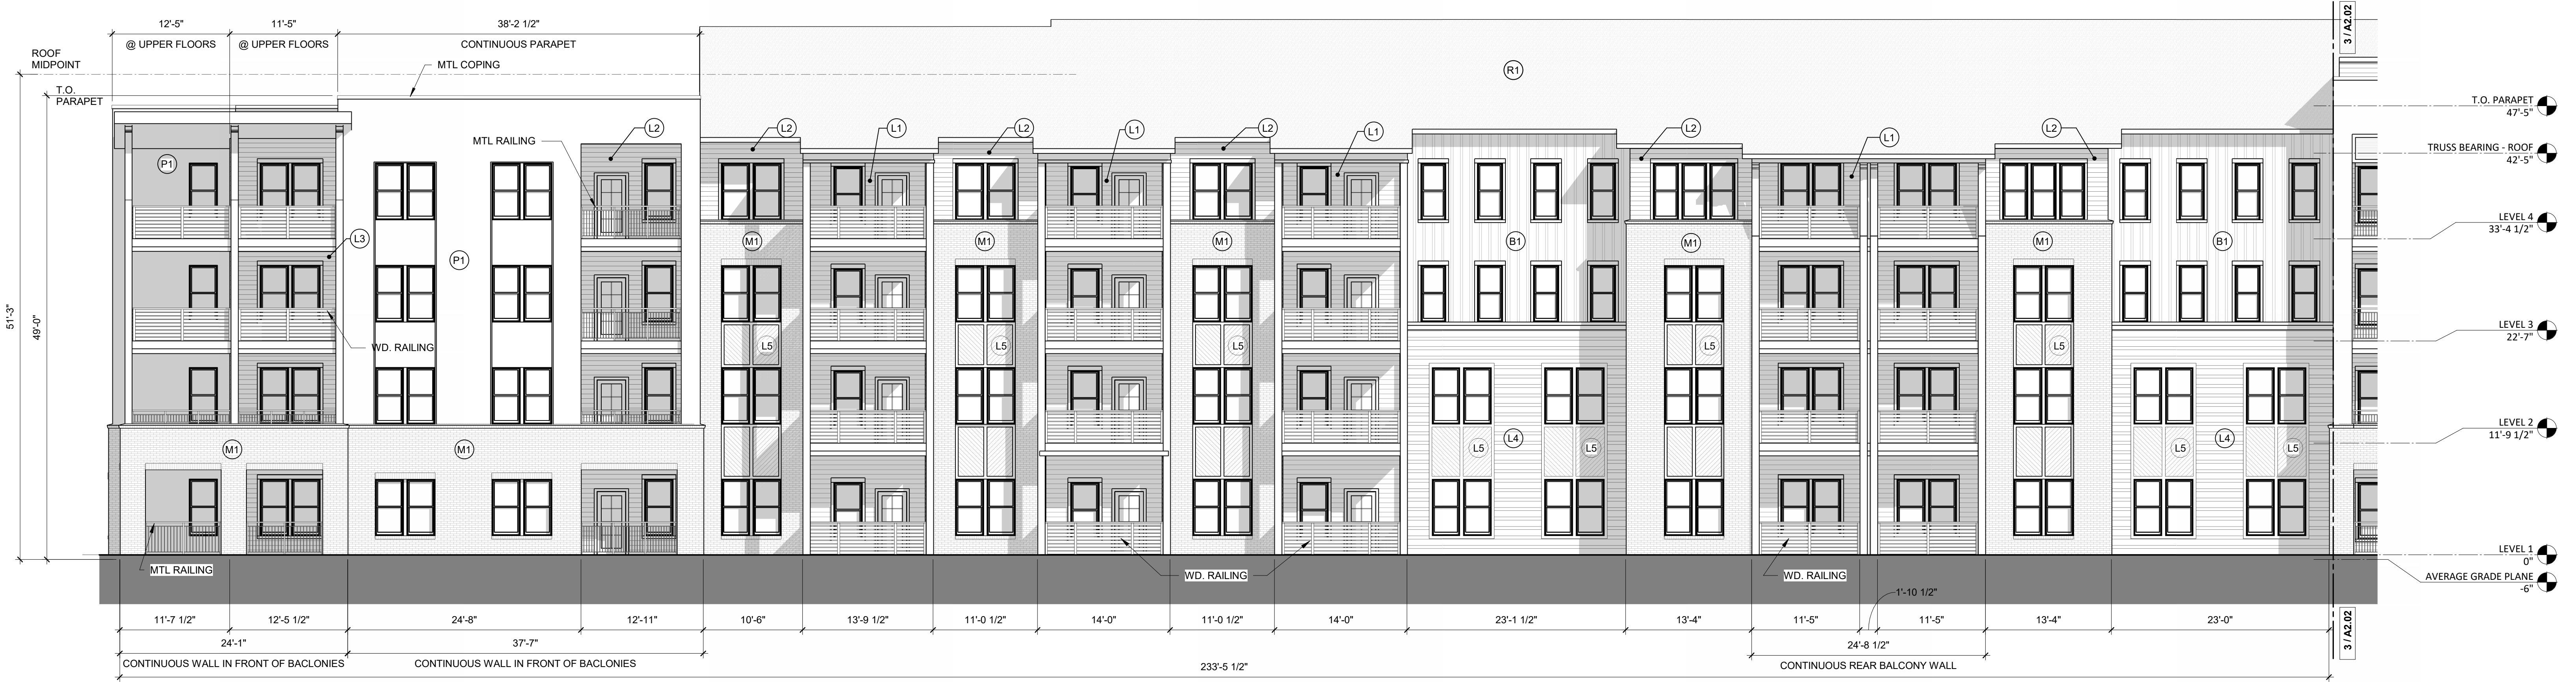 12'-5"
11'-5"
38'-2 1/2"
@ UPPER FLOORS
@ UPPER FLOORS
CONTINUOUS PARAPET
3 / A2.02
ROOF
MIDPOINT
MTL COPING
R1
T.O.
PARAPET
T.O. PARAPET
47'-5"
MTL RAILING
L2
L2
L1
L2
L1
L2
L1
L2
L1
L2
TRUSS BEARING - ROOF
42'-5"
P1
LEVEL 4
33'-4 1/2"
L3
P1
M1
M1
M1
B1
M1
M1
B1
51'-3"
49'-0"
LEVEL 3
22'-7"
WD. RAILING
L5
L5
L5
L5
L5
LEVEL 2
11'-9 1/2"
M1
M1
L5
L4
L5
L5
L4
L5
LEVEL 1
0"
MTL RAILING
WD. RAILING
WD. RAILING
AVERAGE GRADE PLANE
-6"
1'-10 1/2"
11'-7 1/2"
12'-5 1/2"
24'-8"
12'-11"
10'-6"
13'-9 1/2"
11'-0 1/2"
14'-0"
11'-0 1/2"
14'-0"
23'-1 1/2"
13'-4"
11'-5"
11'-5"
13'-4"
23'-0"
3 / A2.02
24'-1"
37'-7"
24'-8 1/2"
CONTINUOUS WALL IN FRONT OF BACLONIES
CONTINUOUS WALL IN FRONT OF BACLONIES
233'-5 1/2"
CONTINUOUS REAR BALCONY WALL